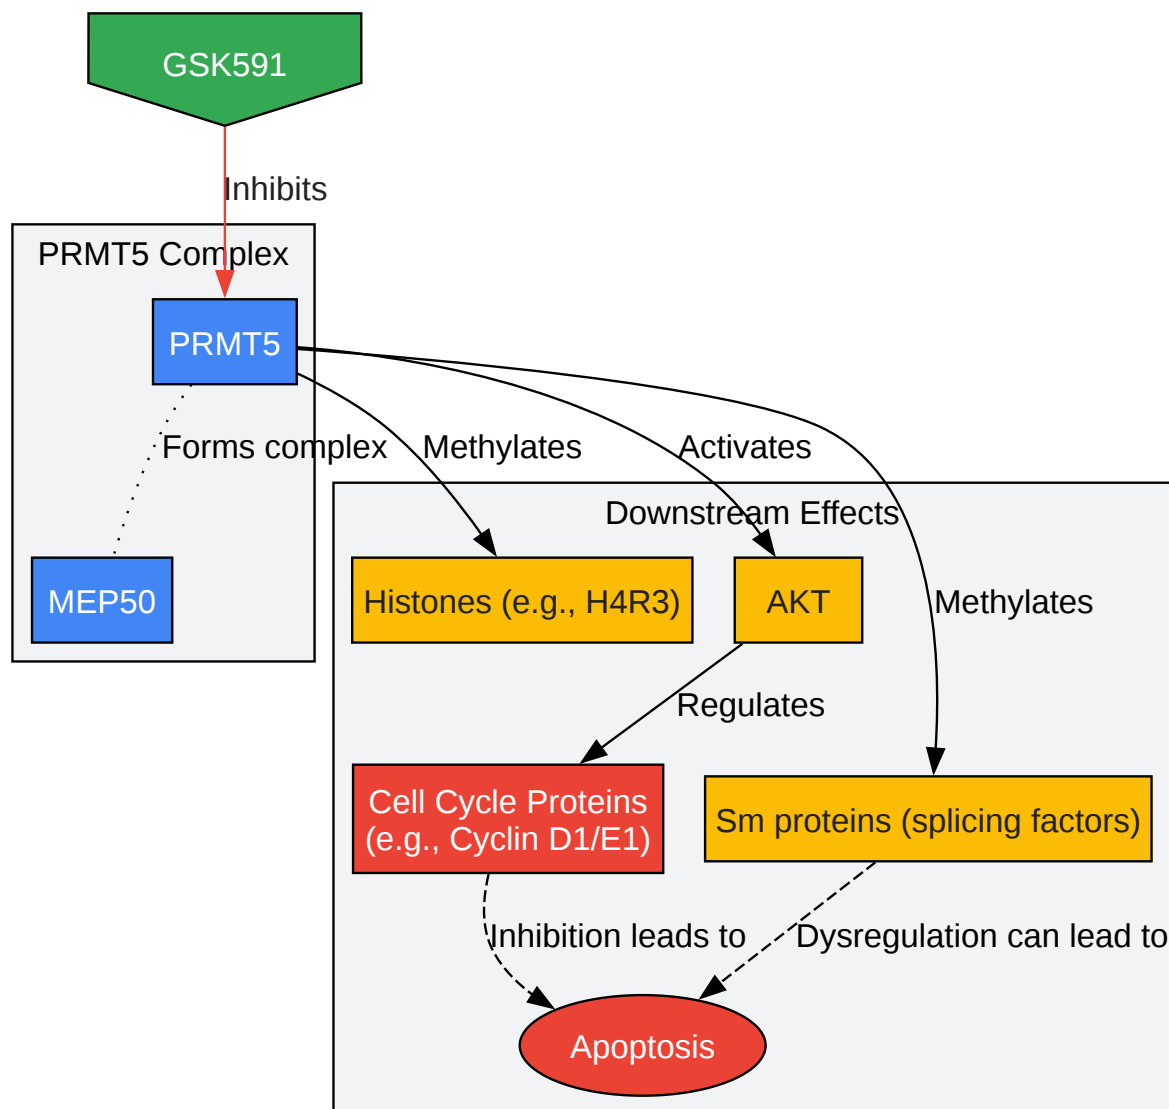 GSK591
Inhibits
PRMT5 Complex
PRMT5
Forms complex
Methylates
Activates
Downstream Effects
MEP50
Histones (e.g., H4R3)
AKT
Methylates
Regulates
Cell Cycle Proteins
(e.g., Cyclin D1/E1)
Sm proteins (splicing factors)
Inhibition leads to
Dysregulation can lead to
Apoptosis